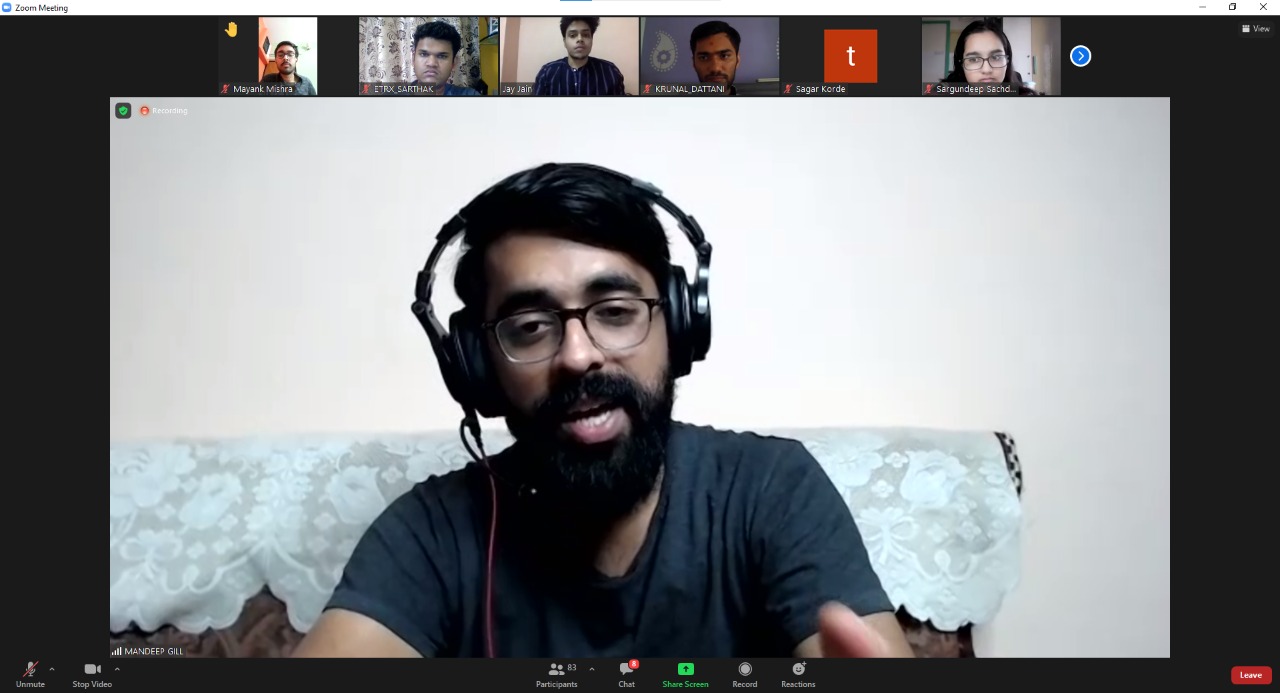 Zoom Meeting
View
Mayank Mishra
ETRX_SARTHAK
Jay Jain
KRUNAL_DATTANI
t
Sagar Korde
Sargundeep Sachd...
Recording
MANDEEP GILL
Unmute
Stop Video
83
Participants
8
Chat
Share Screen
Record
Reactions
Leave